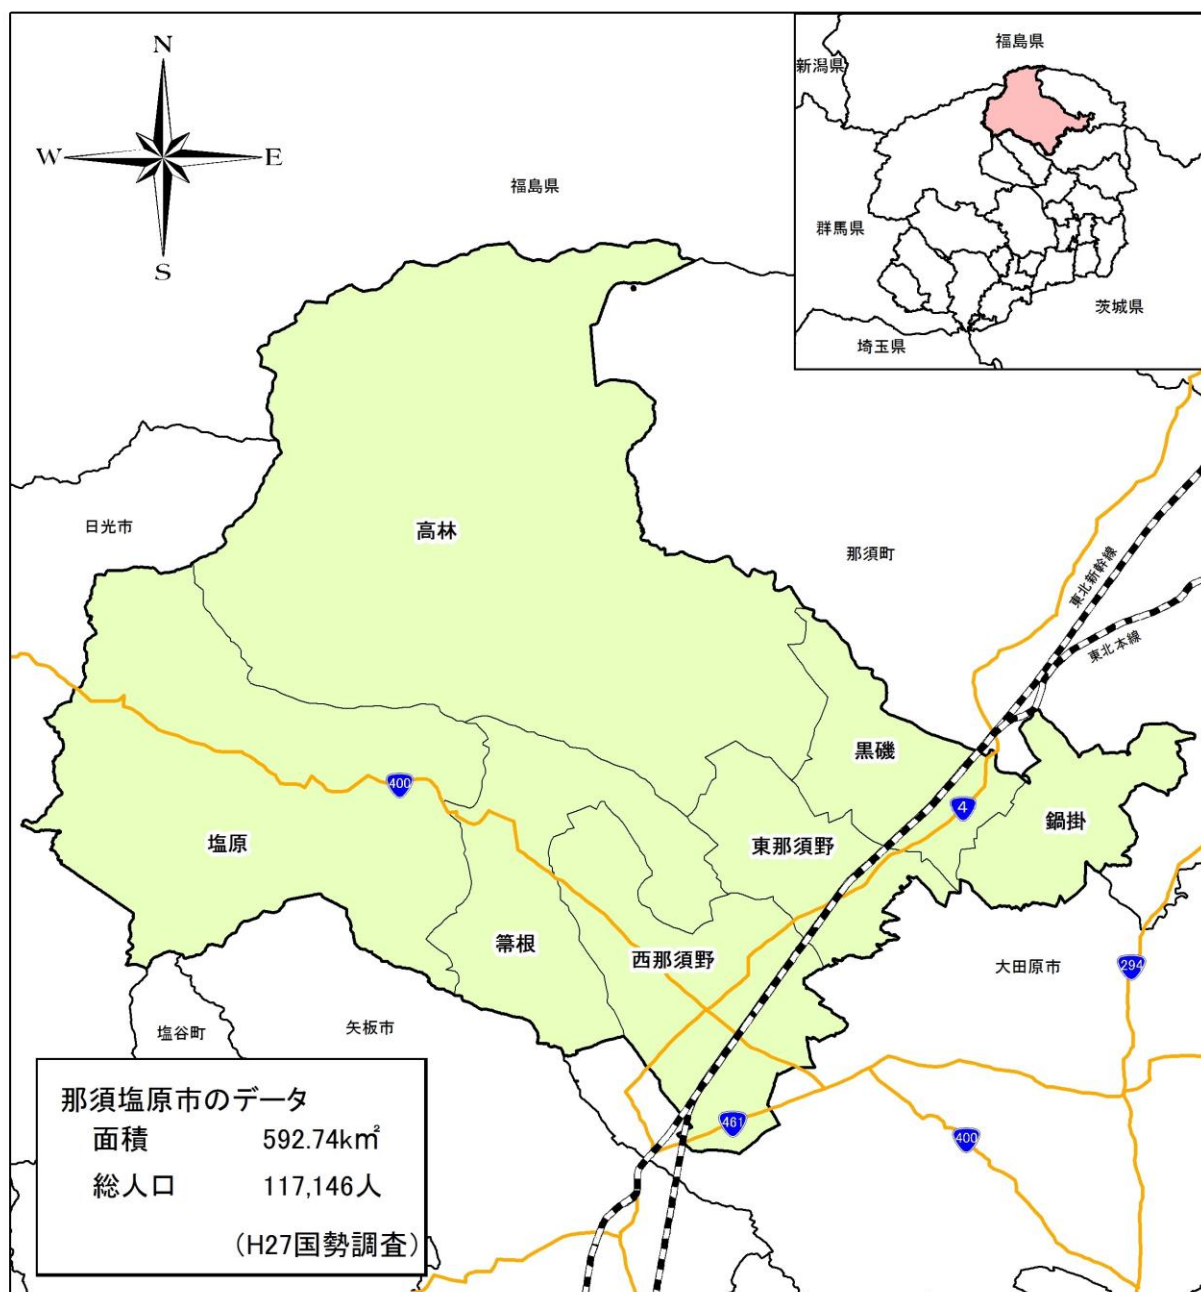 N
W
E
S
福島県
新潟県
群馬県
茨城県
埼玉県
福島県
日光市
高林
那須町
東北新幹線
東北本線
黒磯
400
4
鍋掛
塩原
東那須野
箒根
西那須野
大田原市
294
塩谷町
矢板市
461
400
那須塩原市のデータ
面積 592.74k㎡
総人口 117,146人
(H27国勢調査)